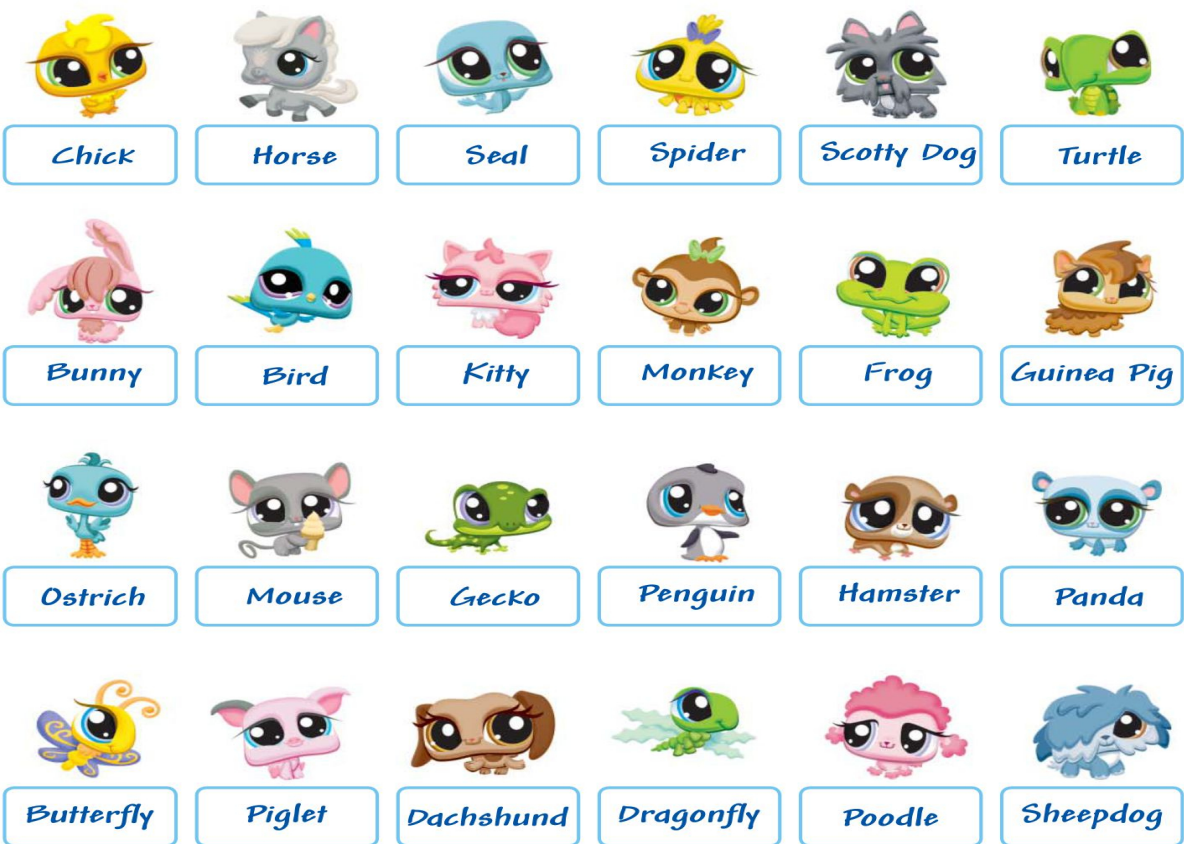 Chick
Horse
Seal
Spider
Scotty Dog
Turtle
Bunny
Bird
Kitty
Monkey
Frog
Guinea Pig
Ostrich
Mouse
Gecko
Penguin
Hamster
Panda
Butterfly
Piglet
Dachshund
Dragonfly
Poodle
Sheepdog